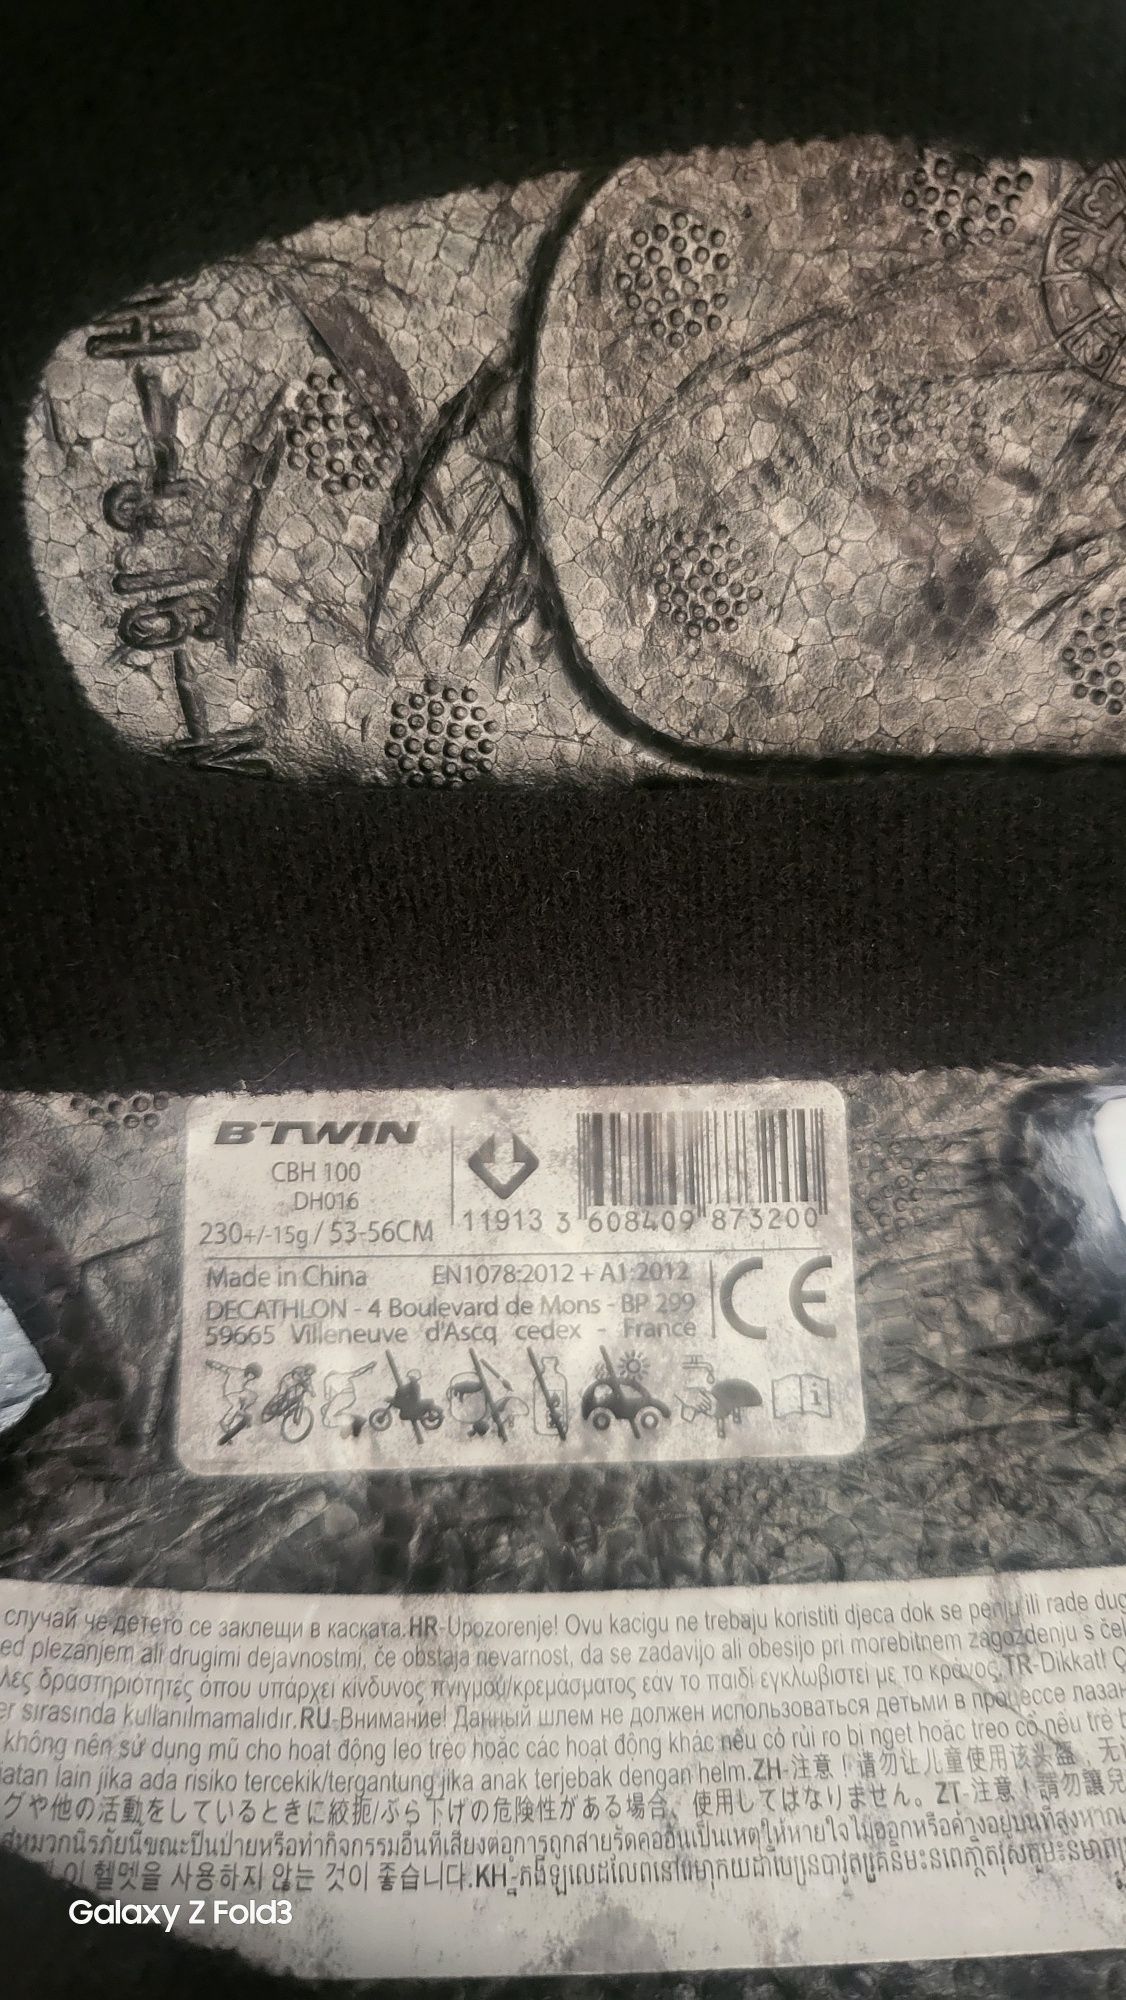 B'TWIN
CBH 100
DH016
230+/-15g / 53-56CM
11913 3 608409 873200
Made in China EN1078:2012 + A1:2012
DECATHLON - 4 Boulevard de Mons - BP 299
59665 Villeneuve d'Ascq cedex - France
CE
случай че детето се заклещи в каската.HR-Upozorenje! Ovu kacigu ne trebaju koristiti djeca dok se penju ili rade
plezanjem ali drugimi dejavnostmi, če obstaja nevarnost, da se zadavijo ali obesijo pri morebitnem zagozdenju s
δραστηριότητες όπου υπάρχει κίνδυνος πνιγμού/κρεμάσματος εάν το παιδί εγκλωβιστεί με το κράνος.TR-Dikkat!
sırasında kullanılmamalıdır.RU-Внимание! Данный шлем не должен использоваться детьми в процессе
không nên sử dụng mũ cho hoạt động leo trèo hoặc các hoạt động khác nếu có rủi ro bị nghẹt hoặc treo cổ nếu trẻ
lain jika ada risiko tercekik/tergantung jika anak terjebak dengan helm.ZH-注意！请勿让儿童使用该头盔
グや他の活動をしているときに絞扼/ぶら下げの危険性がある場合、使用してはなりません。ZT-注意！請勿讓兒
헬멧을 사용하지 않는 것이 좋습니다.KH-
Galaxy Z Fold3